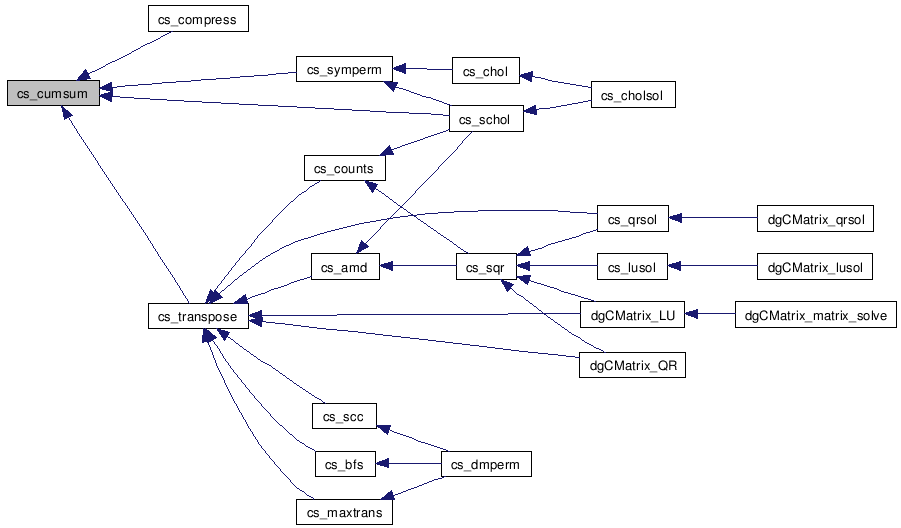 cs_compress
cs_symperm
cs_chol
cs_cumsum
cs_cholsol
cs_schol
cs_counts
cs_qrsol
dgCMatrix_qrsol
cs_amd
cs_sqr
cs_lusol
dgCMatrix_lusol
cs_transpose
dgCMatrix_LU
dgCMatrix_matrix_solve
dgCMatrix_QR
cs_scc
cs_bfs
cs_dmperm
cs_maxtrans